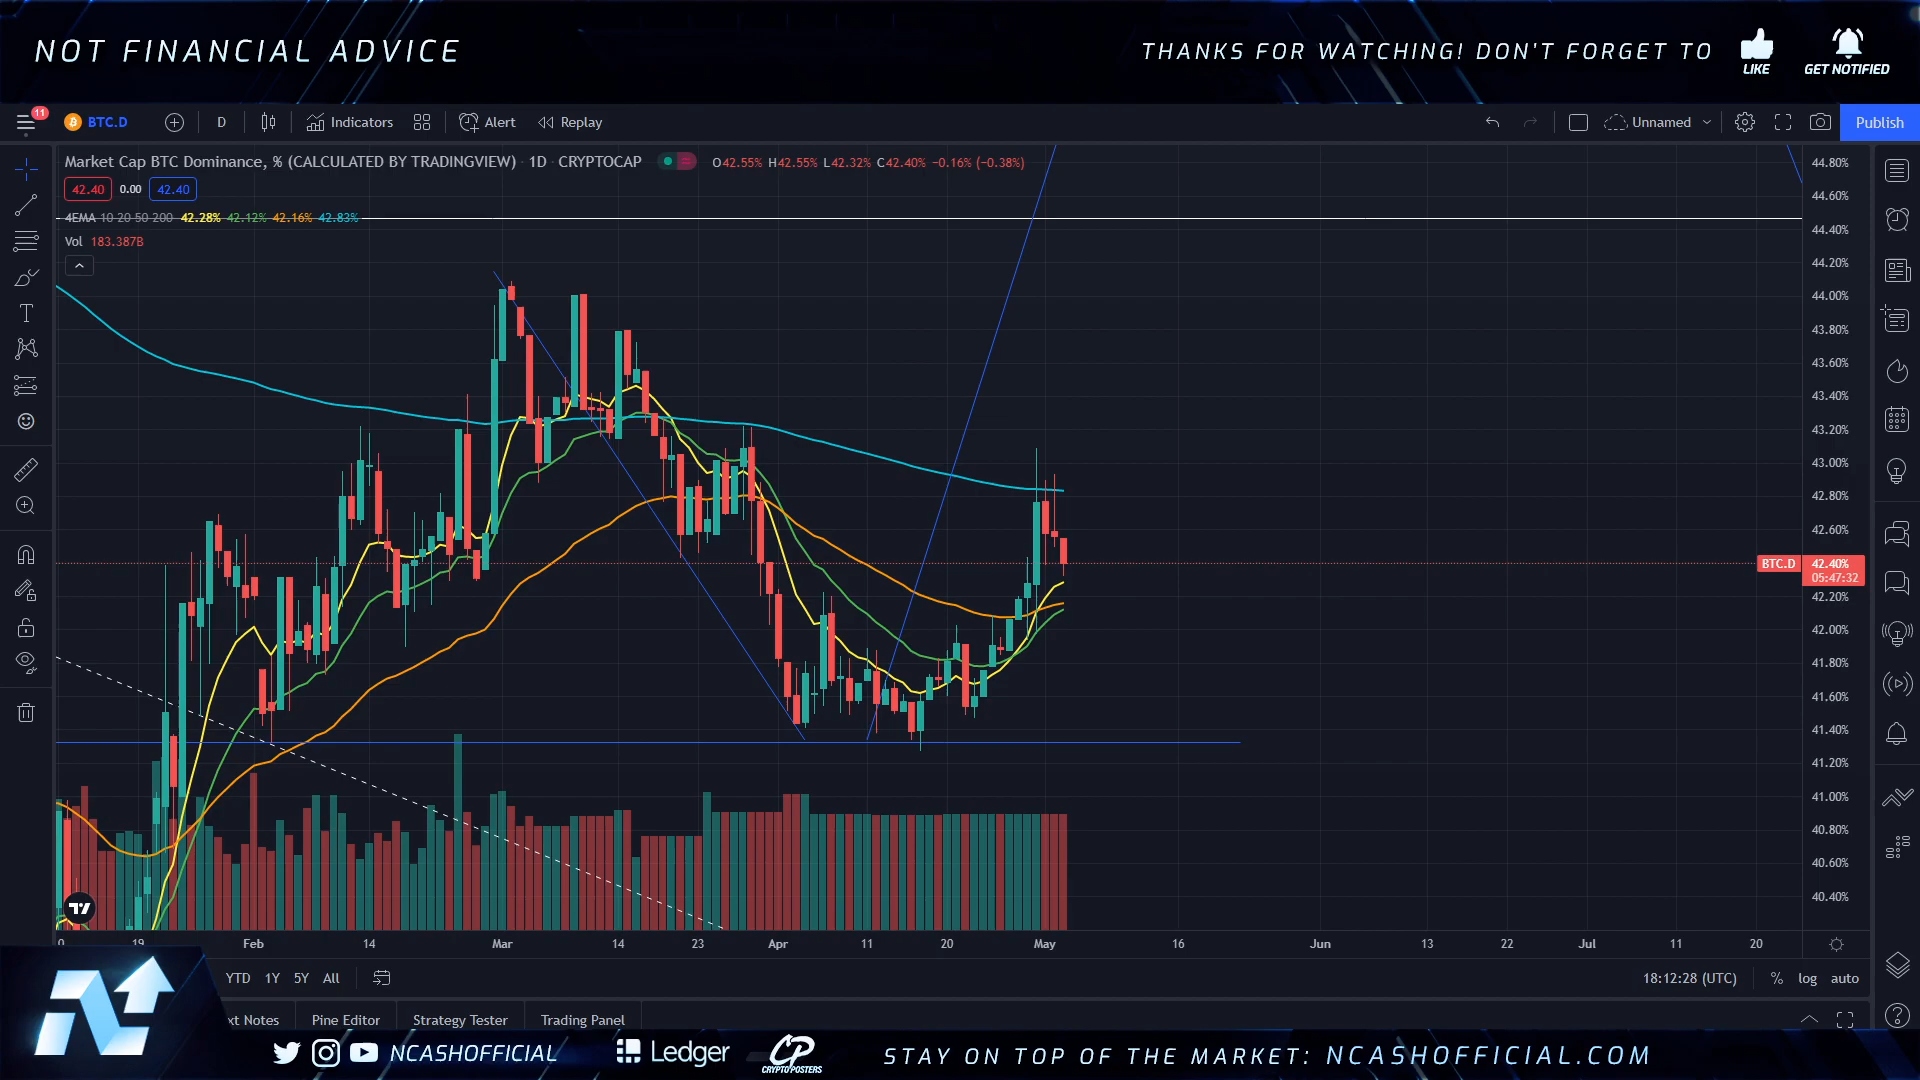 NOT FINANCIAL ADVICE
THANKS FOR WATCHING! DON'T FORGET TO
LIKE
GET NOTIFIED
11
BTC.D
D
Indicators
Alert
Replay
Unnamed
Publish
Market Cap BTC Dominance, % (CALCULATED BY TRADINGVIEW) · 1D · CRYPTOCAP
O42.55% H42.55% L42.32% C42.40% −0.16% (−0.38%)
42.40 0.00 42.40
4EMA 10 20 50 200 42.28% 42.12% 42.16% 42.83%
Vol 183.387B
44.80%
44.60%
44.40%
44.20%
44.00%
43.80%
43.60%
43.40%
43.20%
43.00%
42.80%
42.60%
BTC.D 42.40%
05:47:32
42.20%
42.00%
41.80%
41.60%
41.40%
41.20%
41.00%
40.80%
40.60%
40.40%
19 Feb 14 Mar 14 23 Apr 11 20 May 16 Jun 13 22 Jul 11 20
YTD 1Y 5Y All
18:12:28 (UTC) % log auto
xt Notes Pine Editor Strategy Tester Trading Panel
NCASHOFFICIAL
Ledger
CP
CRYPTOPOSTERS
STAY ON TOP OF THE MARKET: NCASHOFFICIAL.COM